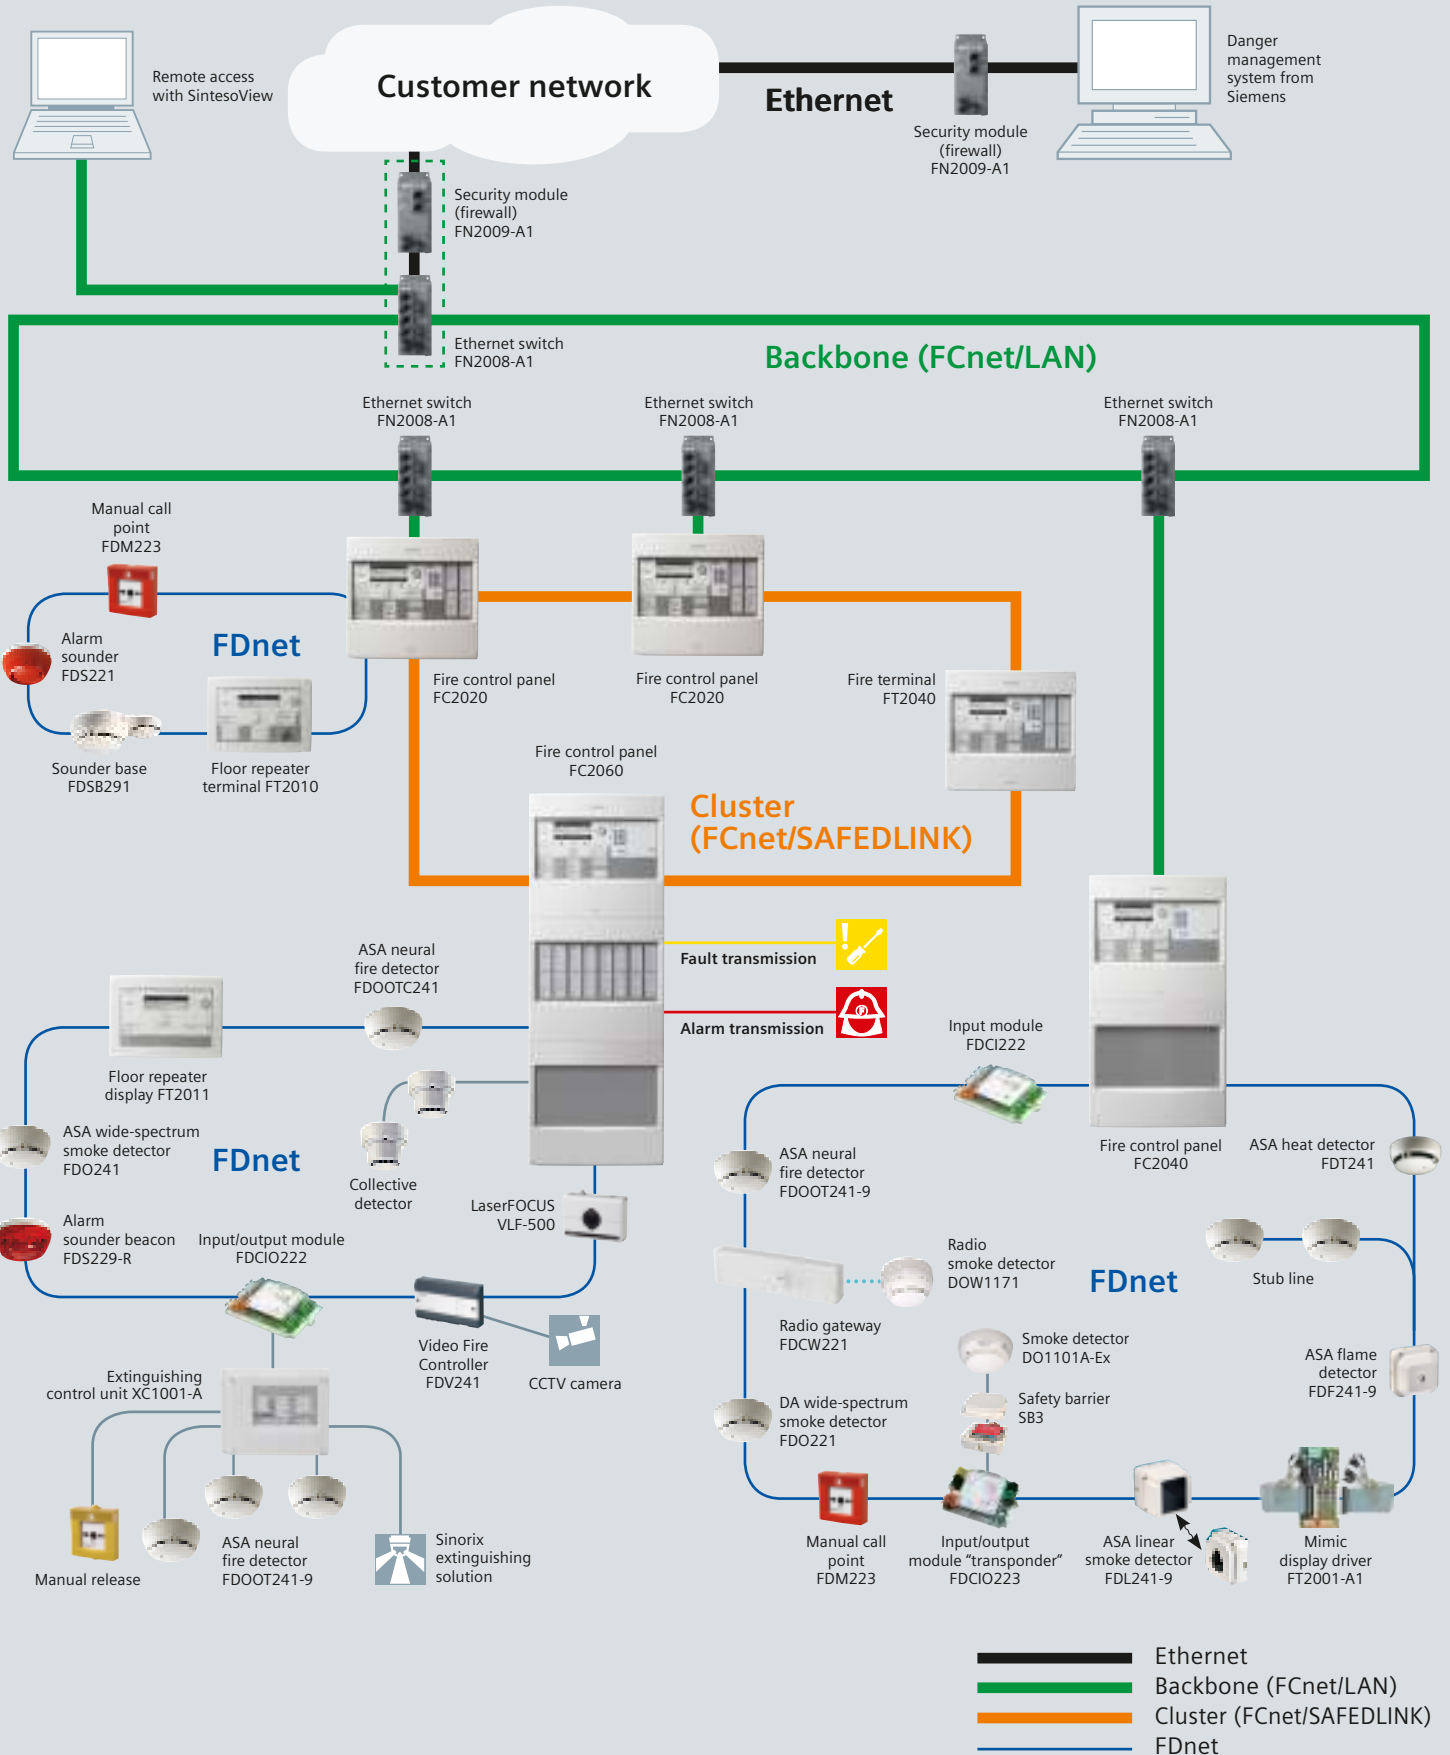 Remote access
with SintesoView
Customer network
Ethernet
Security module
(firewall)
FN2009-A1
Danger
management
system from
Siemens
Security module
(firewall)
FN2009-A1
Ethernet switch
FN2008-A1
Backbone (FCnet/LAN)
Ethernet switch
FN2008-A1
Ethernet switch
FN2008-A1
Ethernet switch
FN2008-A1
Manual call
point
FDM223
Alarm
sounder
FDS221
FDnet
Sounder base
FDSB291
Floor repeater
terminal FT2010
Fire control panel
FC2020
Fire control panel
FC2020
Fire terminal
FT2040
Fire control panel
FC2060
Cluster
(FCnet/SAFEDLINK)
Fault transmission
Alarm transmission
ASA neural
fire detector
FDOOTC241
Floor repeater
display FT2011
ASA wide-spectrum
smoke detector
FDO241
FDnet
Collective
detector
LaserFOCUS
VLF-500
Alarm
sounder beacon
FDS229-R
Input/output module
FDCIO222
Video Fire
Controller
FDV241
CCTV camera
Extinguishing
control unit XC1001-A
Manual release
ASA neural
fire detector
FDOOT241-9
Sinorix
extinguishing
solution
Input module
FDCI222
Fire control panel
FC2040
ASA heat detector
FDT241
ASA neural
fire detector
FDOOT241-9
Radio
smoke detector
DOW1171
FDnet
Stub line
Radio gateway
FDCW221
Smoke detector
DO1101A-Ex
ASA flame
detector
FDF241-9
DA wide-spectrum
smoke detector
FDO221
Safety barrier
SB3
Manual call
point
FDM223
Input/output
module “transponder”
FDCIO223
ASA linear
smoke detector
FDL241-9
Mimic
display driver
FT2001-A1
Ethernet
Backbone (FCnet/LAN)
Cluster (FCnet/SAFEDLINK)
FDnet